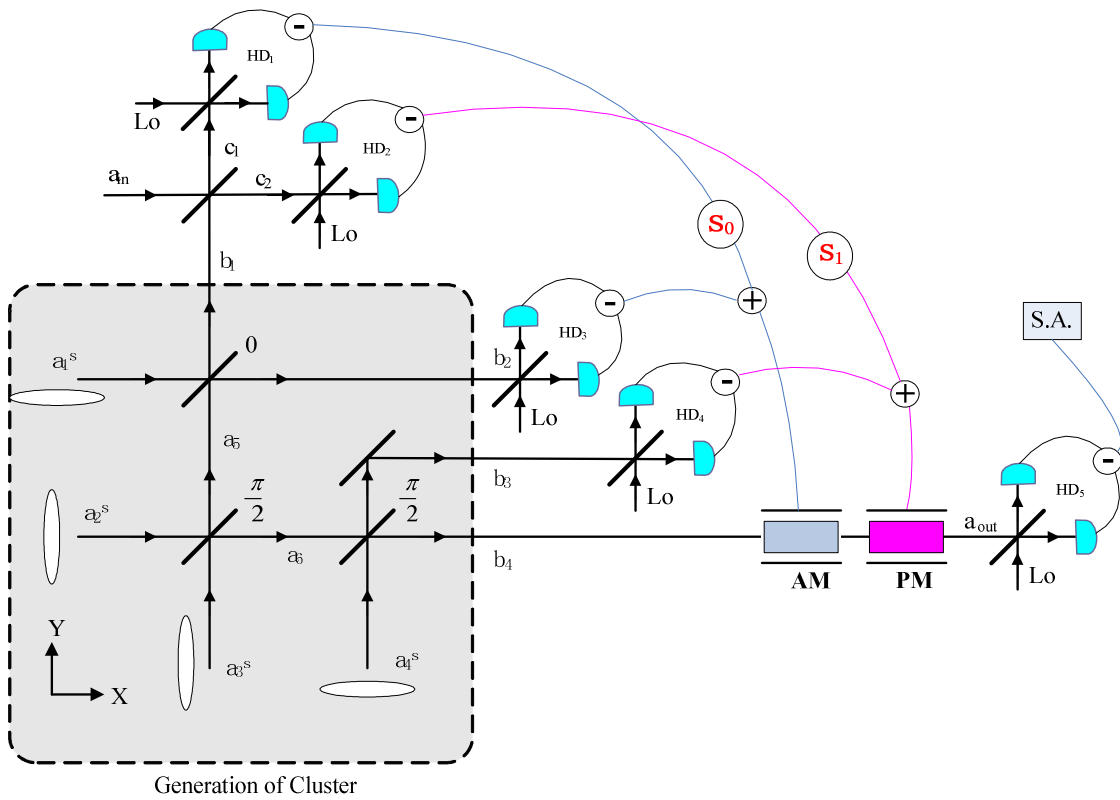 HD₁
Lo
c₁
HD₂
aᵢₙ
c₂
Lo
S₀
S₁
b₁
HD₃
S.A.
0
a₁ˢ
b₂
HD₄
Lo
a₅
b₃
Lo
HD₅
π/2
π/2
a₂ˢ
a₆
b₄
a out
Lo
AM
PM
Y
X
a₃ˢ
a₄ˢ
Generation of Cluster